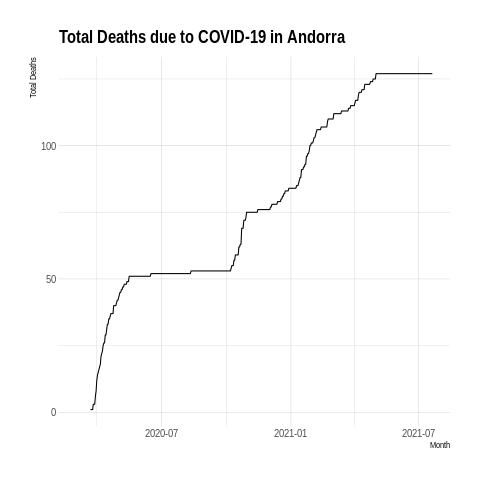 Total Deaths due to COVID-19 in Andorra
Total Deaths
100
50
0
2020-07
2021-01
2021-07
Month